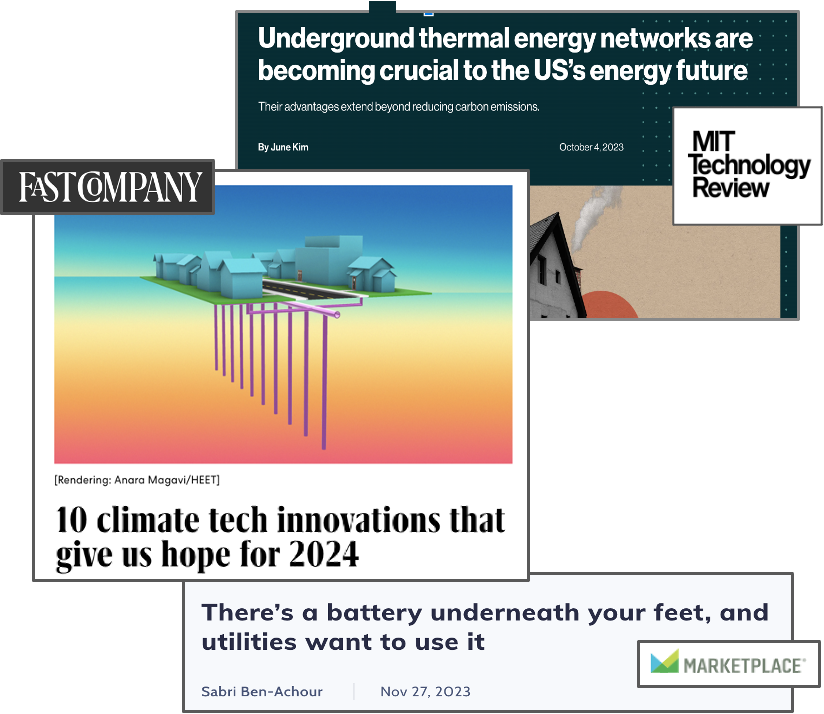 Underground thermal energy networks are
becoming crucial to the US's energy future
Their advantages extend beyond reducing carbon emissions.
By June Kim
October 4, 2023
MIT
Technology
Review
FAST COMPANY
[Rendering: Anara Magavi/HEET]
10 climate tech innovations that
give us hope for 2024
There's a battery underneath your feet, and
utilities want to use it
Sabri Ben-Achour
Nov 27, 2023
MARKETPLACE®